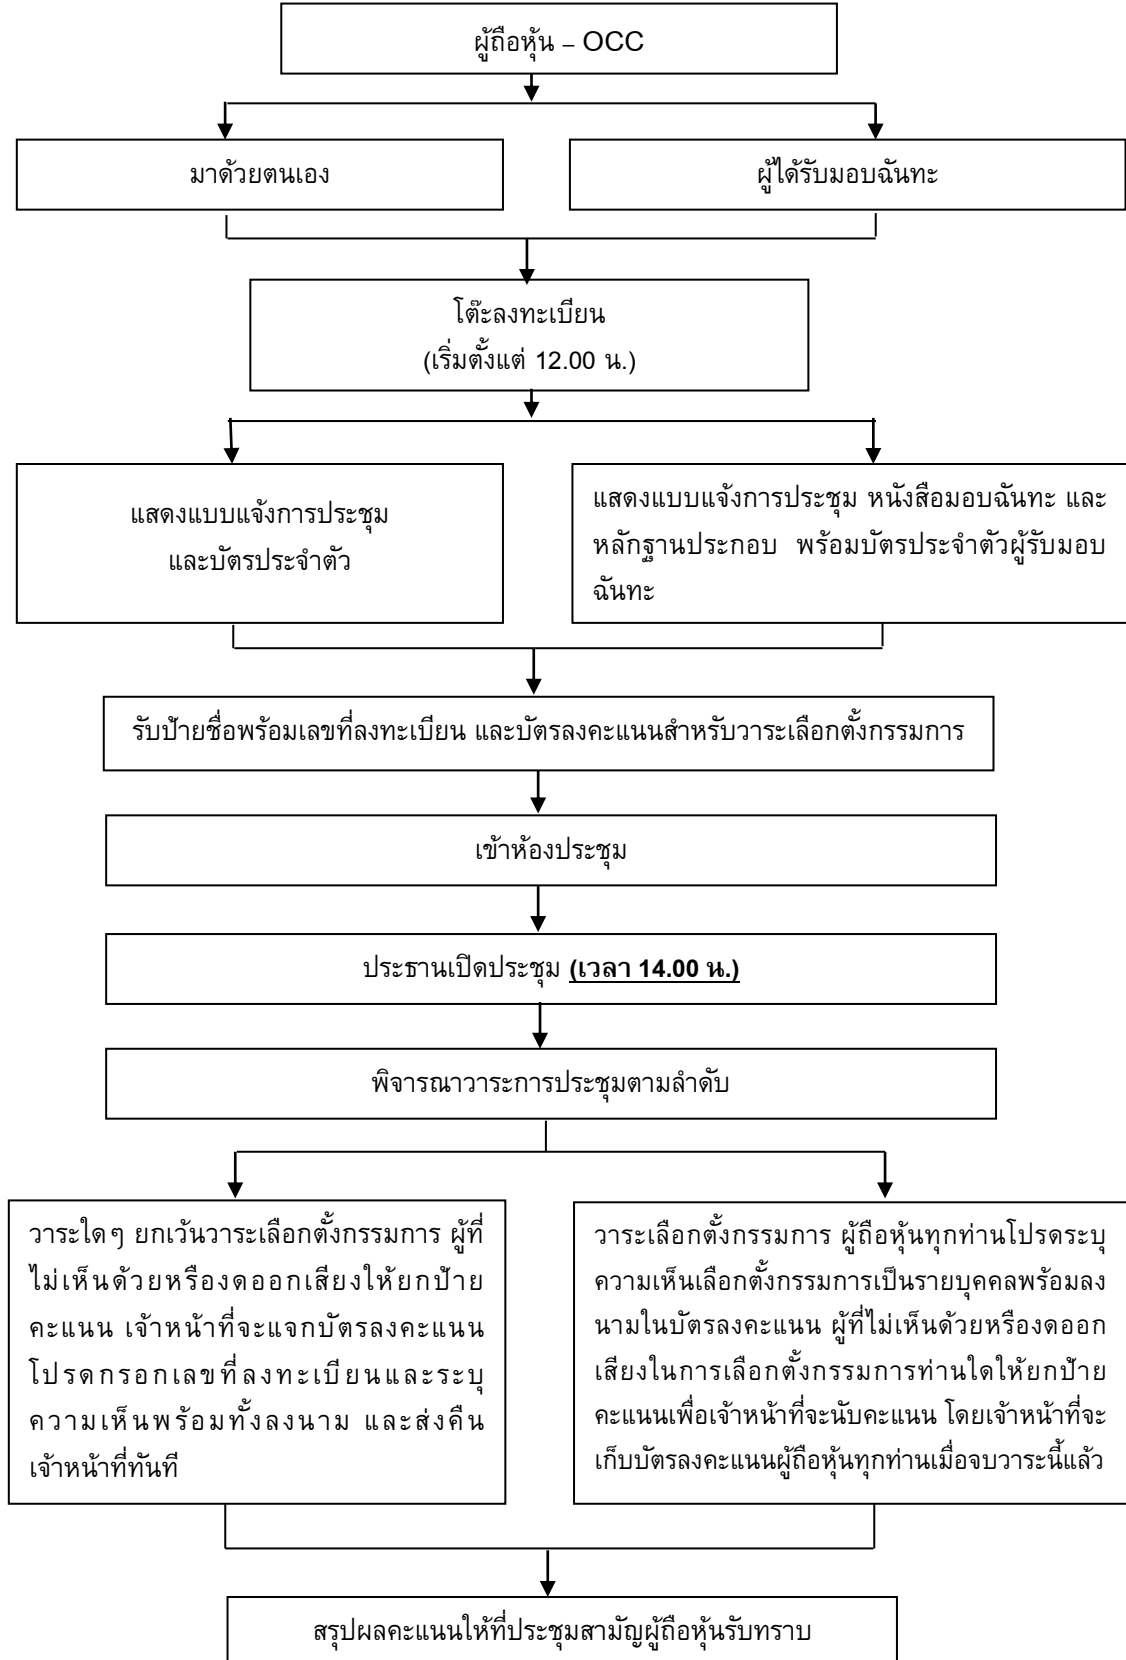 ผู้ถือหุ้น – OCC
มาด้วยตนเอง
ผู้ได้รับมอบฉันทะ
โต๊ะลงทะเบียน
(เริ่มตั้งแต่ 12.00 น.)
แสดงแบบแจ้งการประชุม
และบัตรประจำตัว
แสดงแบบแจ้งการประชุม หนังสือมอบฉันทะ และ
หลักฐานประกอบ พร้อมบัตรประจำตัวผู้รับมอบ
ฉันทะ
รับป้ายชื่อพร้อมเลขที่ลงทะเบียน และบัตรลงคะแนนสำหรับวาระเลือกตั้งกรรมการ
เข้าห้องประชุม
ประธานเปิดประชุม (เวลา 14.00 น.)
พิจารณาวาระการประชุมตามลำดับ
วาระใดๆ ยกเว้นวาระเลือกตั้งกรรมการ ผู้ที่
ไม่เห็นด้วยหรืองดออกเสียงให้ยกป้าย
คะแนน เจ้าหน้าที่จะแจกบัตรลงคะแนน
โปรดกรอกเลขที่ลงทะเบียนและระบุ
ความเห็นพร้อมทั้งลงนาม และส่งคืน
เจ้าหน้าที่ทันที
วาระเลือกตั้งกรรมการ ผู้ถือหุ้นทุกท่านโปรดระบุ
ความเห็นเลือกตั้งกรรมการเป็นรายบุคคลพร้อมลง
นามในบัตรลงคะแนน ผู้ที่ไม่เห็นด้วยหรืองดออก
เสียงในการเลือกตั้งกรรมการท่านใดให้ยกป้าย
คะแนนเพื่อเจ้าหน้าที่จะนับคะแนน โดยเจ้าหน้าที่จะ
เก็บบัตรลงคะแนนผู้ถือหุ้นทุกท่านเมื่อจบวาระนี้แล้ว
สรุปผลคะแนนให้ที่ประชุมสามัญผู้ถือหุ้นรับทราบ